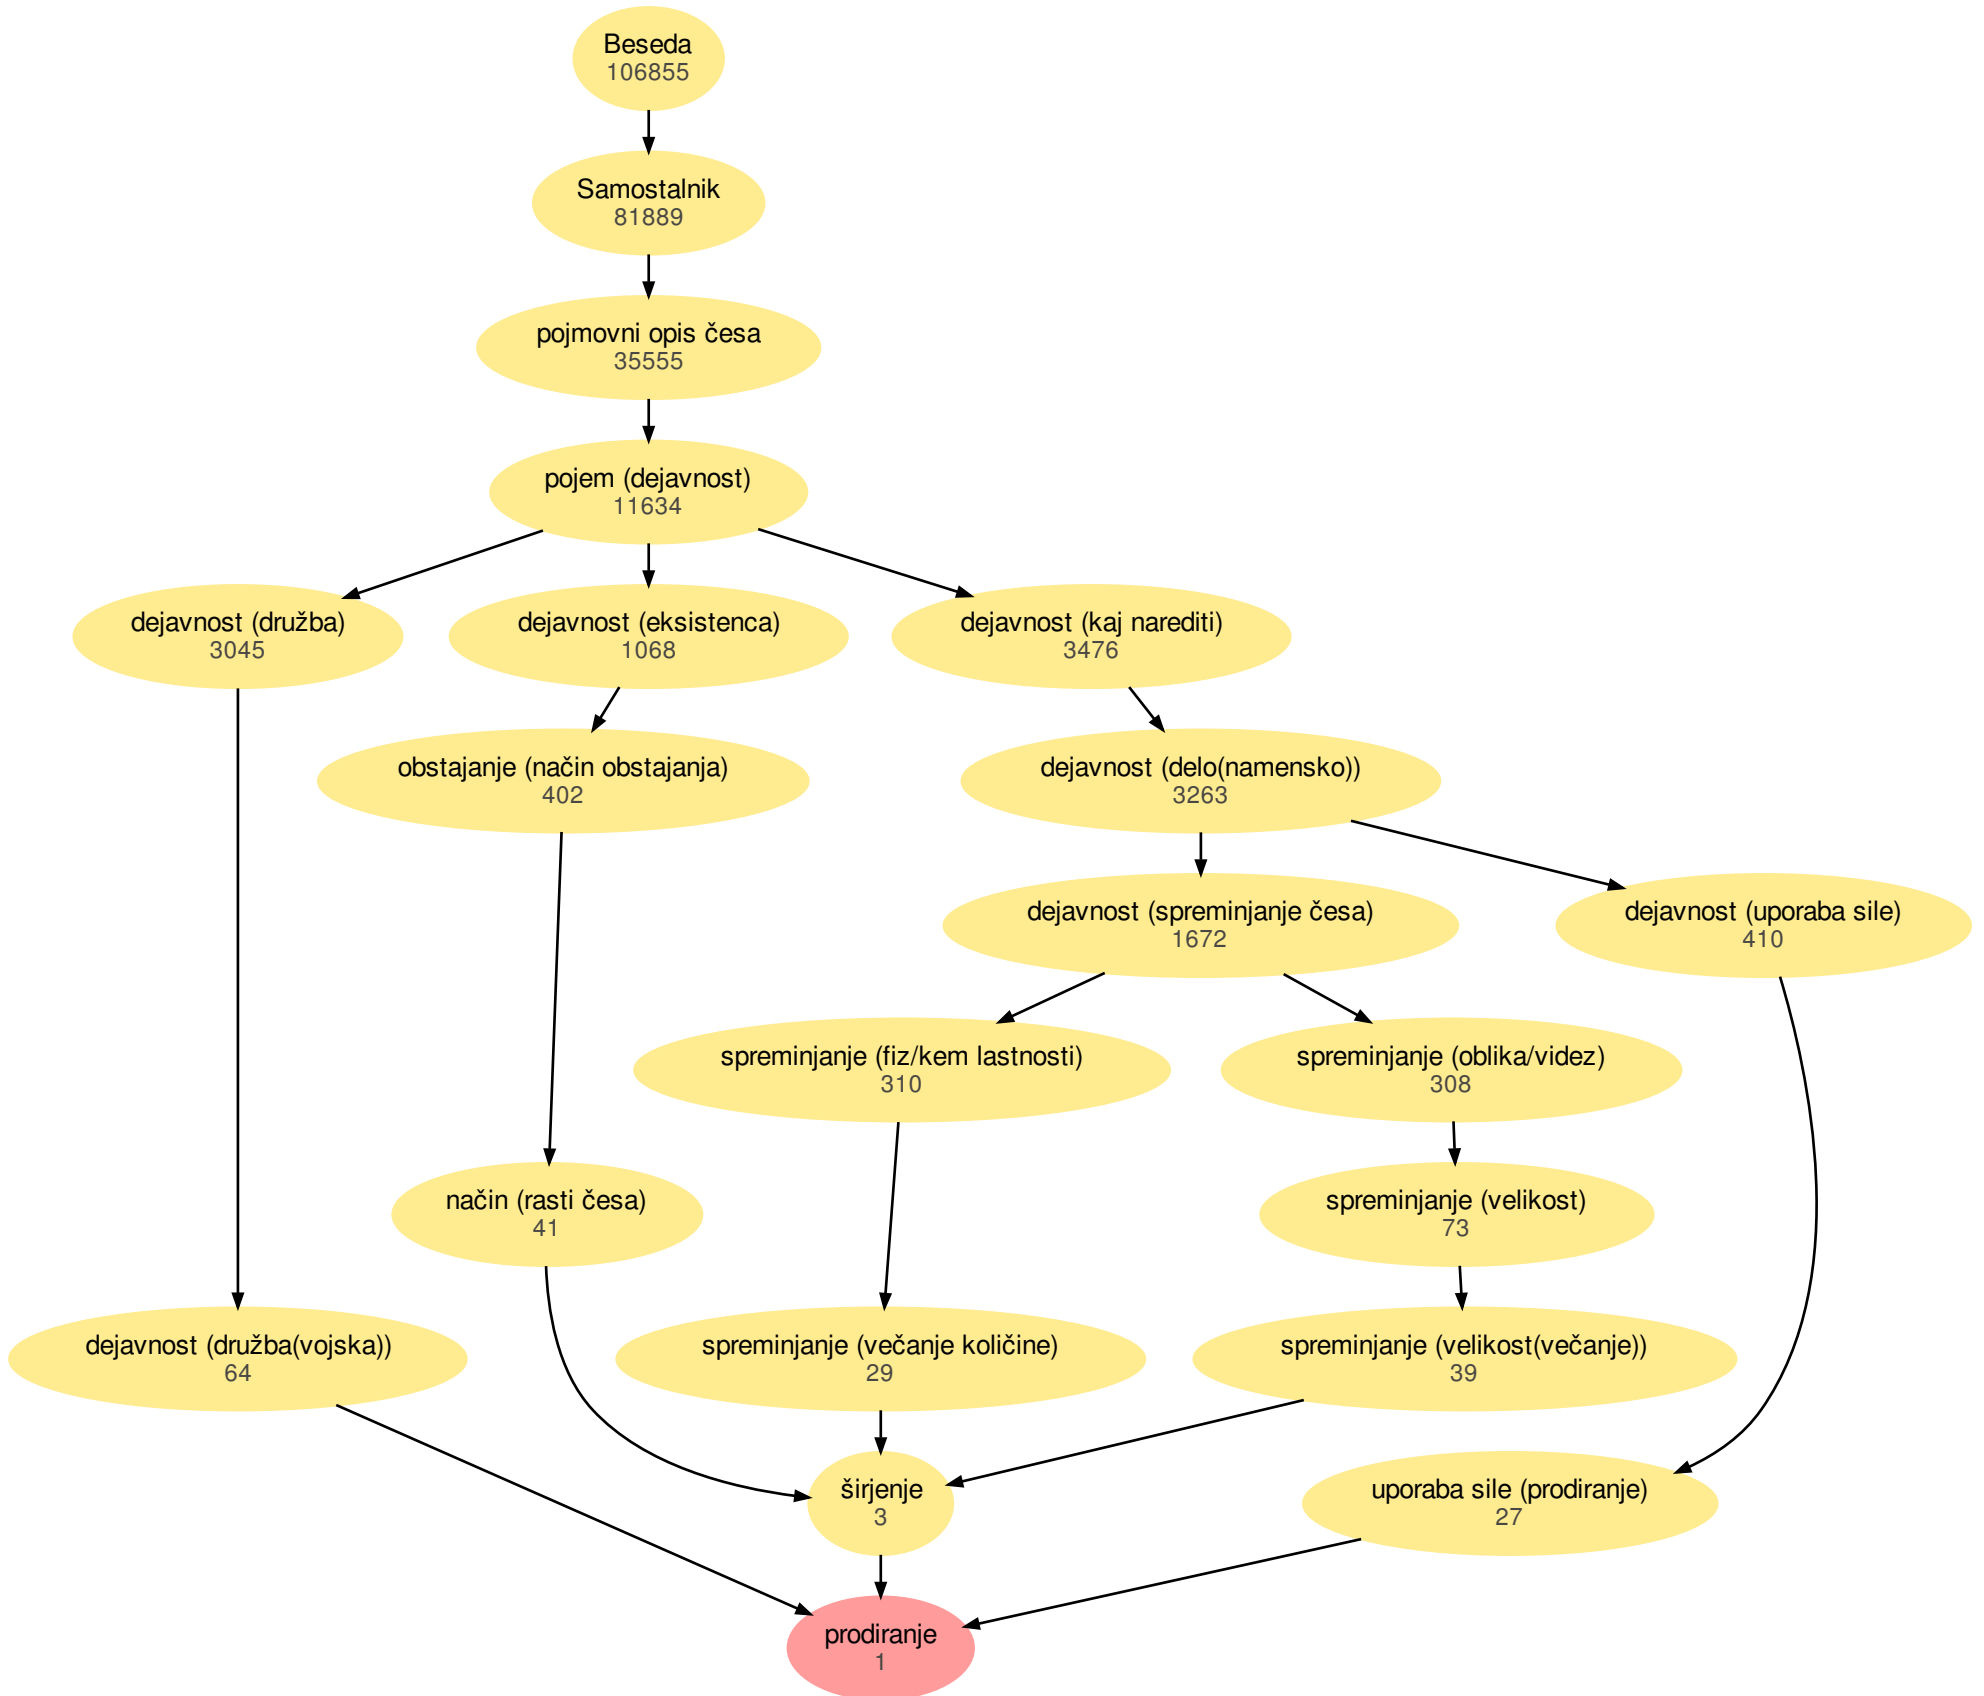 Beseda
106855
Samostalnik
81889
pojmovni opis česa
35555
pojem (dejavnost)
11634
dejavnost (družba)
3045
dejavnost (eksistenca)
1068
dejavnost (kaj narediti)
3476
obstajanje (način obstajanja)
402
dejavnost (delo(namensko))
3263
dejavnost (spreminjanje česa)
1672
dejavnost (uporaba sile)
410
spreminjanje (fiz/kem lastnosti)
310
spreminjanje (oblika/videz)
308
način (rasti česa)
41
spreminjanje (velikost)
73
dejavnost (družba(vojska))
64
spreminjanje (večanje količine)
29
spreminjanje (velikost(večanje))
39
širjenje
3
uporaba sile (prodiranje)
27
prodiranje
1